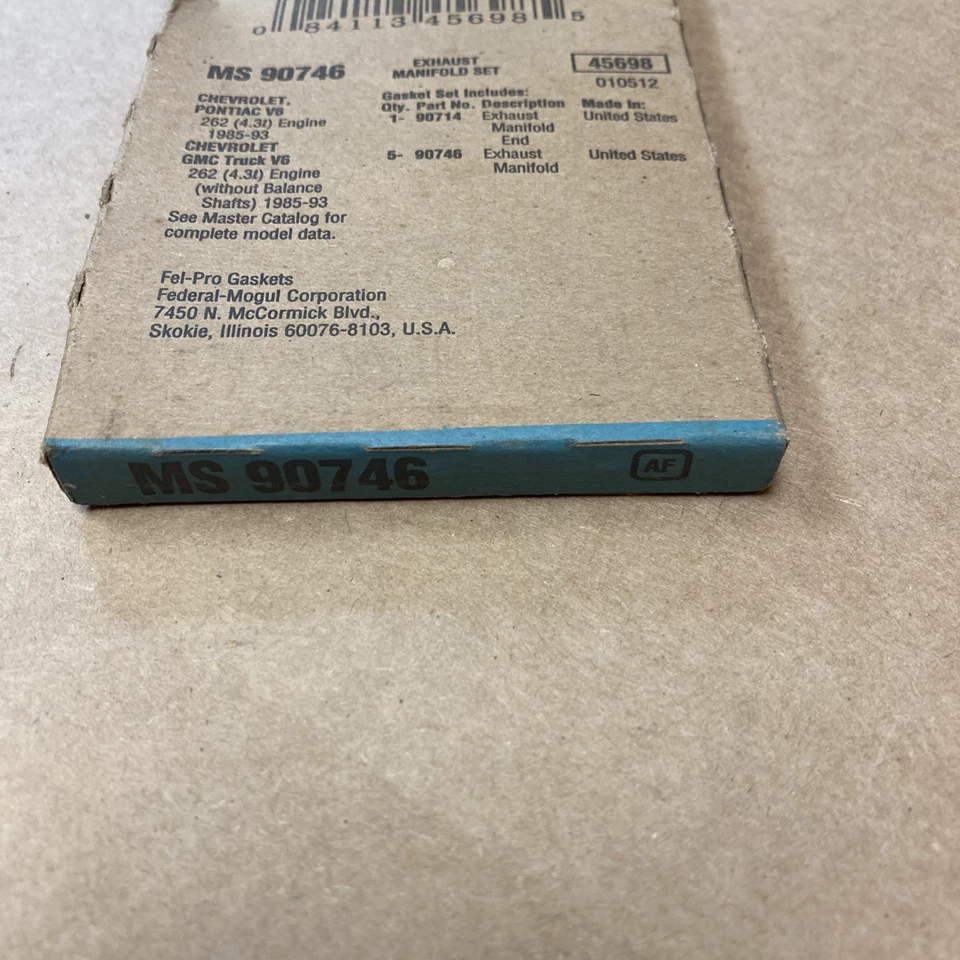 0 84113 45698 5
MS 90746
EXHAUST
MANIFOLD SET
45698
010512
CHEVROLET,
PONTIAC V6
262 (4.3ℓ) Engine
1985-93
CHEVROLET
GMC Truck V6
262 (4.3ℓ) Engine
(without Balance
Shafts) 1985-93
See Master Catalog for
complete model data.
Gasket Set Includes:
Qty. Part No. Description Made in:
1- 90714 Exhaust United States
Manifold
End
5- 90746 Exhaust United States
Manifold
Fel-Pro Gaskets
Federal-Mogul Corporation
7450 N. McCormick Blvd.,
Skokie, Illinois 60076-8103, U.S.A.
MS 90746
AF